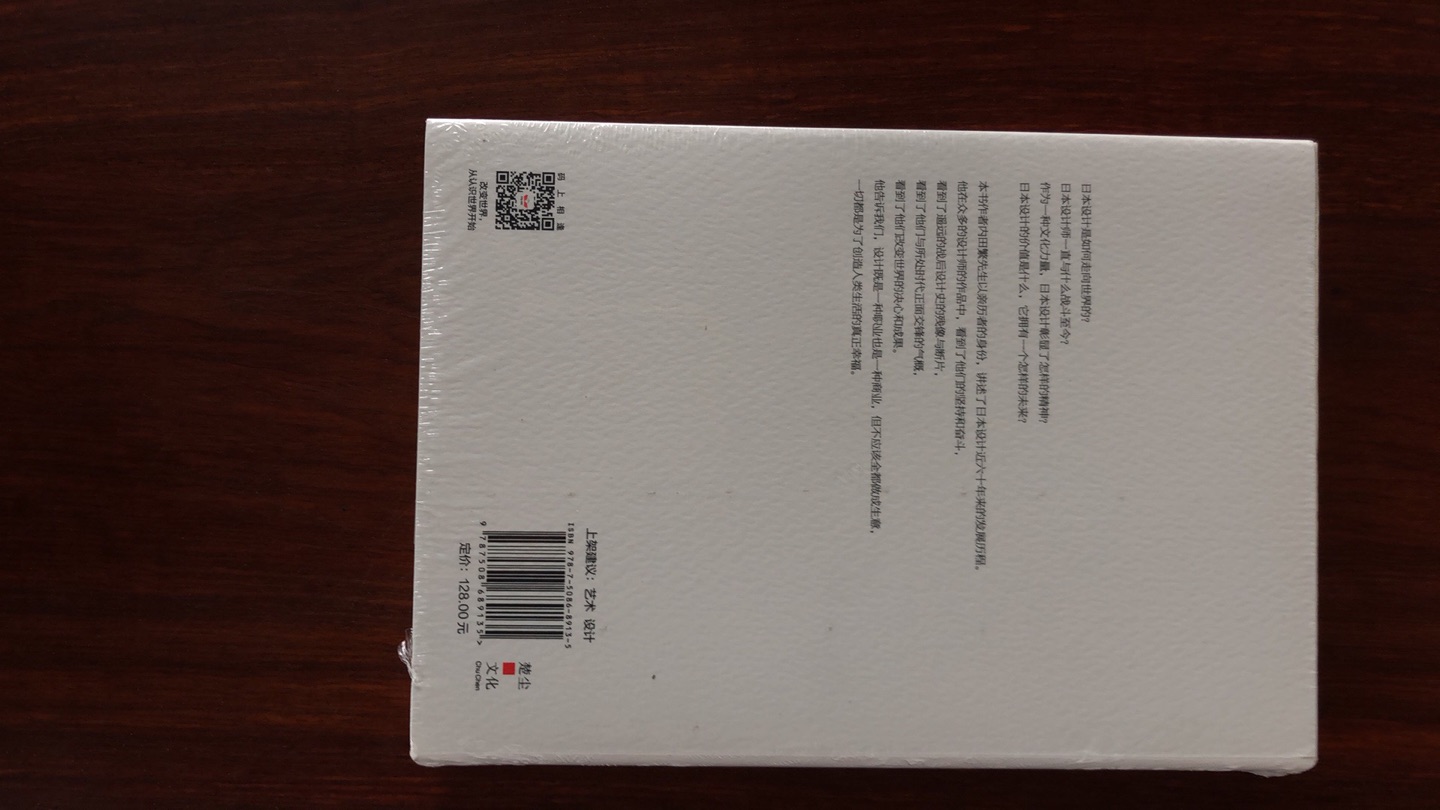 日本设计是如何走向世界的?
日本设计师一直与什么战斗至今?
作为一种文化力量，日本设计彰显了怎样的精神?
日本设计的价值是什么，它拥有一个怎样的未来?
本书作者内田繁先生以亲历者的身份，讲述了日本设计近六十年来的发展历程。
他在众多的设计师的作品中，看到了他们的坚持和奋斗，
看到了遥远的战后设计史的残像与断片，
看到了他们与所处时代正面交锋的气概，
看到了他们改变世界的决心和成果。
他告诉我们，设计既是一种职业也是一种商业，但不应该全都做成生意，
一切都是为了创造人类生活的真正幸福。
码上相逢
改变世界，
从认识世界开始
上架建议：艺术 设计
ISBN 978-7-5086-8913-5
9 787508 689135 >
定价：128.00元
楚尘
文化
Chu Chen